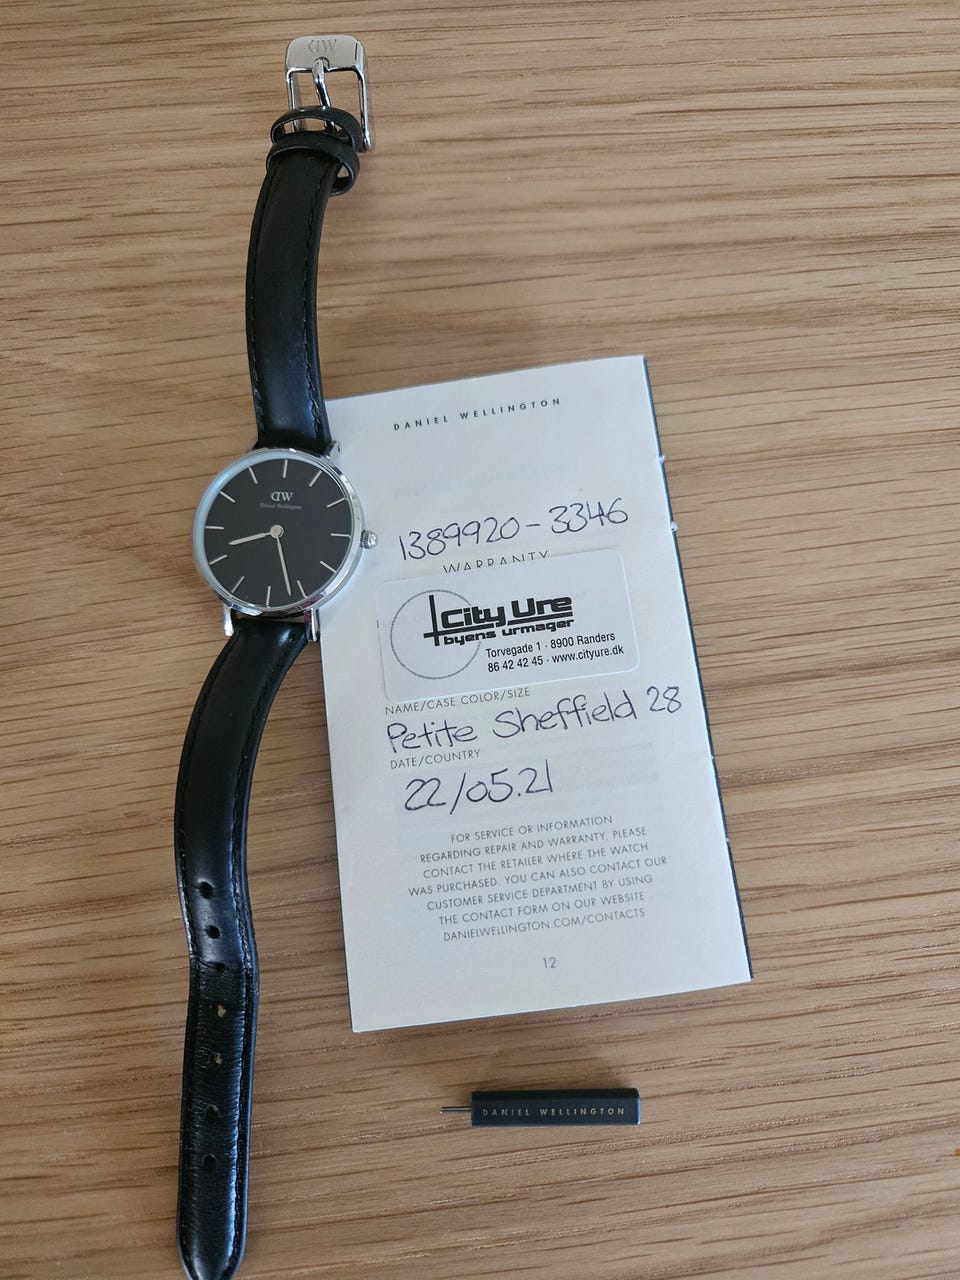 DW
DW
Daniel Wellington
DANIEL WELLINGTON
1389920-3346
WARRANTY
City Ure
byens urmager
Torvegade 1 · 8900 Randers
86 42 42 45 · www.cityure.dk
NAME/CASE COLOR/SIZE
Petite Sheffield 28
DATE/COUNTRY
22/05.21
FOR SERVICE OR INFORMATION
REGARDING REPAIR AND WARRANTY, PLEASE
CONTACT THE RETAILER WHERE THE WATCH
WAS PURCHASED. YOU CAN ALSO CONTACT OUR
CUSTOMER SERVICE DEPARTMENT BY USING
THE CONTACT FORM ON OUR WEBSITE
DANIELWELLINGTON.COM/CONTACTS
12
DANIEL WELLINGTON